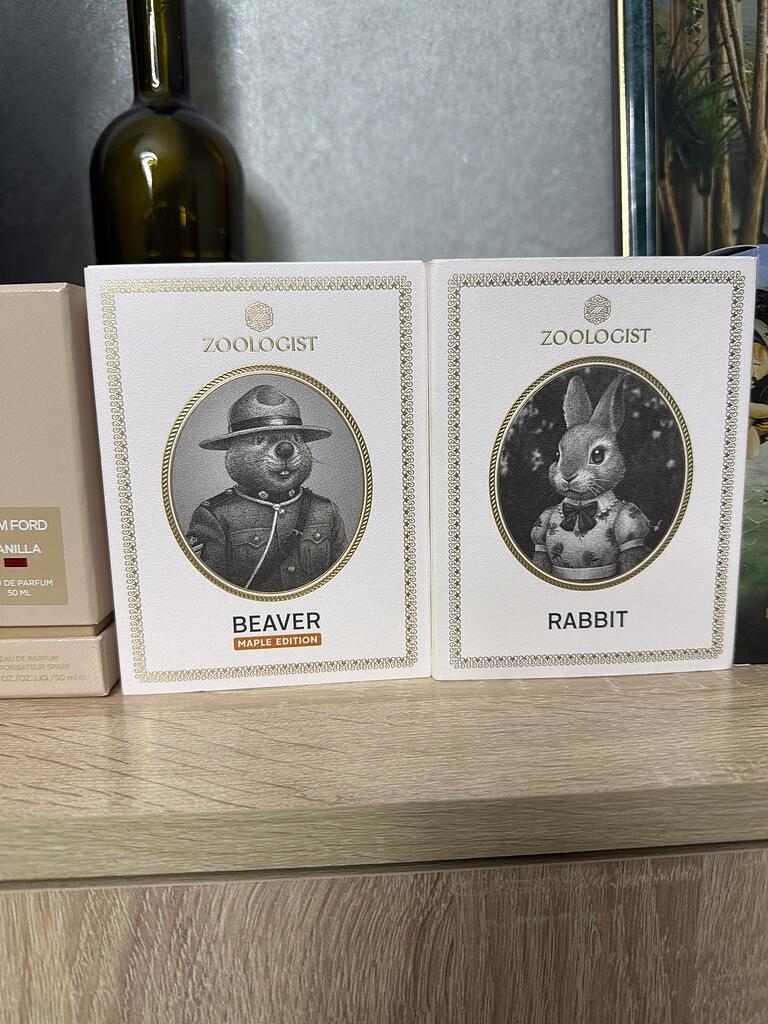 M FORD
ANILLA
DE PARFUM
50 ML
EAU DE PARFUM
VAPORISATEUR SPRAY
OZ./OZ. LIQ. / 50 ml e
ZOOLOGIST
BEAVER
MAPLE EDITION
ZOOLOGIST
RABBIT